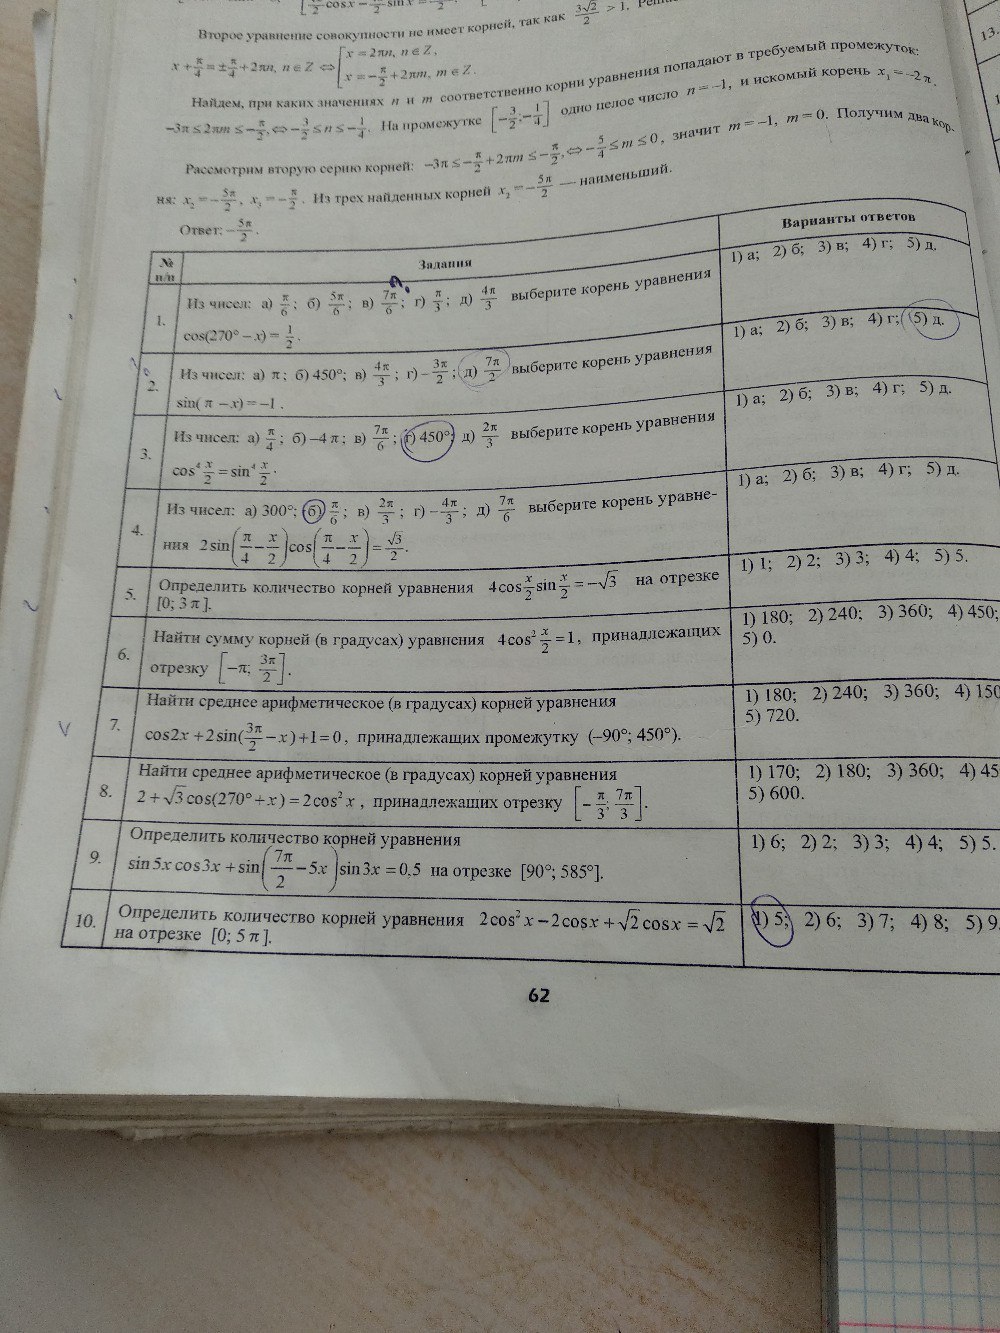 Второе уравнение совокупности не имеет корней, так как 3√2/2 > 1.
x + π/4 = ± π/4 + 2πn, n ∈ Z ⇔ [ x = 2πn, n ∈ Z,
x = −π/2 + 2πm, m ∈ Z.
Найдем, при каких значениях n и m соответственно корни уравнения попадают в требуемый промежуток:
−3π ≤ 2πm ≤ −π/2, ⇔ −3/2 ≤ n ≤ −1/4. На промежутке [−3/2; −1/4] одно целое число n = −1, и искомый корень x₁ = −2π.
Рассмотрим вторую серию корней: −3π ≤ −π/2 + 2πm ≤ −π/2, ⇔ −5/4 ≤ m ≤ 0, значит m = −1, m = 0. Получим два кор-
ня: x₂ = −5π/2, x₃ = −π/2. Из трех найденных корней x₂ = −5π/2 — наименьший.
Ответ: −5π/2.
№ п/п
Задания
Варианты ответов
1.
Из чисел: а) π/6; б) 5π/6; в) 7π/6; г) π/3; д) 4π/3 выберите корень уравнения
cos(270° − x) = 1/2.
1) а; 2) б; 3) в; 4) г; 5) д.
2.
Из чисел: а) π; б) 450°; в) 4π/3; г) −3π/2; д) 7π/2 выберите корень уравнения
sin(π − x) = −1.
1) а; 2) б; 3) в; 4) г; 5) д.
3.
Из чисел: а) π/4; б) −4π; в) 7π/6; г) 450°; д) 2π/3 выберите корень уравнения
cos⁴ x/2 = sin⁴ x/2.
1) а; 2) б; 3) в; 4) г; 5) д.
4.
Из чисел: а) 300°; б) π/6; в) 2π/3; г) −4π/3; д) 7π/6 выберите корень уравне-
ния 2sin(π/4 − x/2)cos(π/4 − x/2) = √3/2.
1) а; 2) б; 3) в; 4) г; 5) д.
5.
Определить количество корней уравнения 4cos x/2 sin x/2 = −√3 на отрезке
[0; 3π].
1) 1; 2) 2; 3) 3; 4) 4; 5) 5.
6.
Найти сумму корней (в градусах) уравнения 4cos² x/2 = 1, принадлежащих
отрезку [−π; 3π/2].
1) 180; 2) 240; 3) 360; 4) 450;
5) 0.
7.
Найти среднее арифметическое (в градусах) корней уравнения
cos2x + 2sin(3π/2 − x) + 1 = 0, принадлежащих промежутку (−90°; 450°).
1) 180; 2) 240; 3) 360; 4) 150
5) 720.
8.
Найти среднее арифметическое (в градусах) корней уравнения
2 + √3 cos(270° + x) = 2cos² x, принадлежащих отрезку [−π/3; 7π/3].
1) 170; 2) 180; 3) 360; 4) 45
5) 600.
9.
Определить количество корней уравнения
sin5x cos3x + sin(7π/2 − 5x) sin3x = 0,5 на отрезке [90°; 585°].
1) 6; 2) 2; 3) 3; 4) 4; 5) 5.
10.
Определить количество корней уравнения 2cos² x − 2cosx + √2 cosx = √2
на отрезке [0; 5π].
1) 5; 2) 6; 3) 7; 4) 8; 5) 9.
62
13.